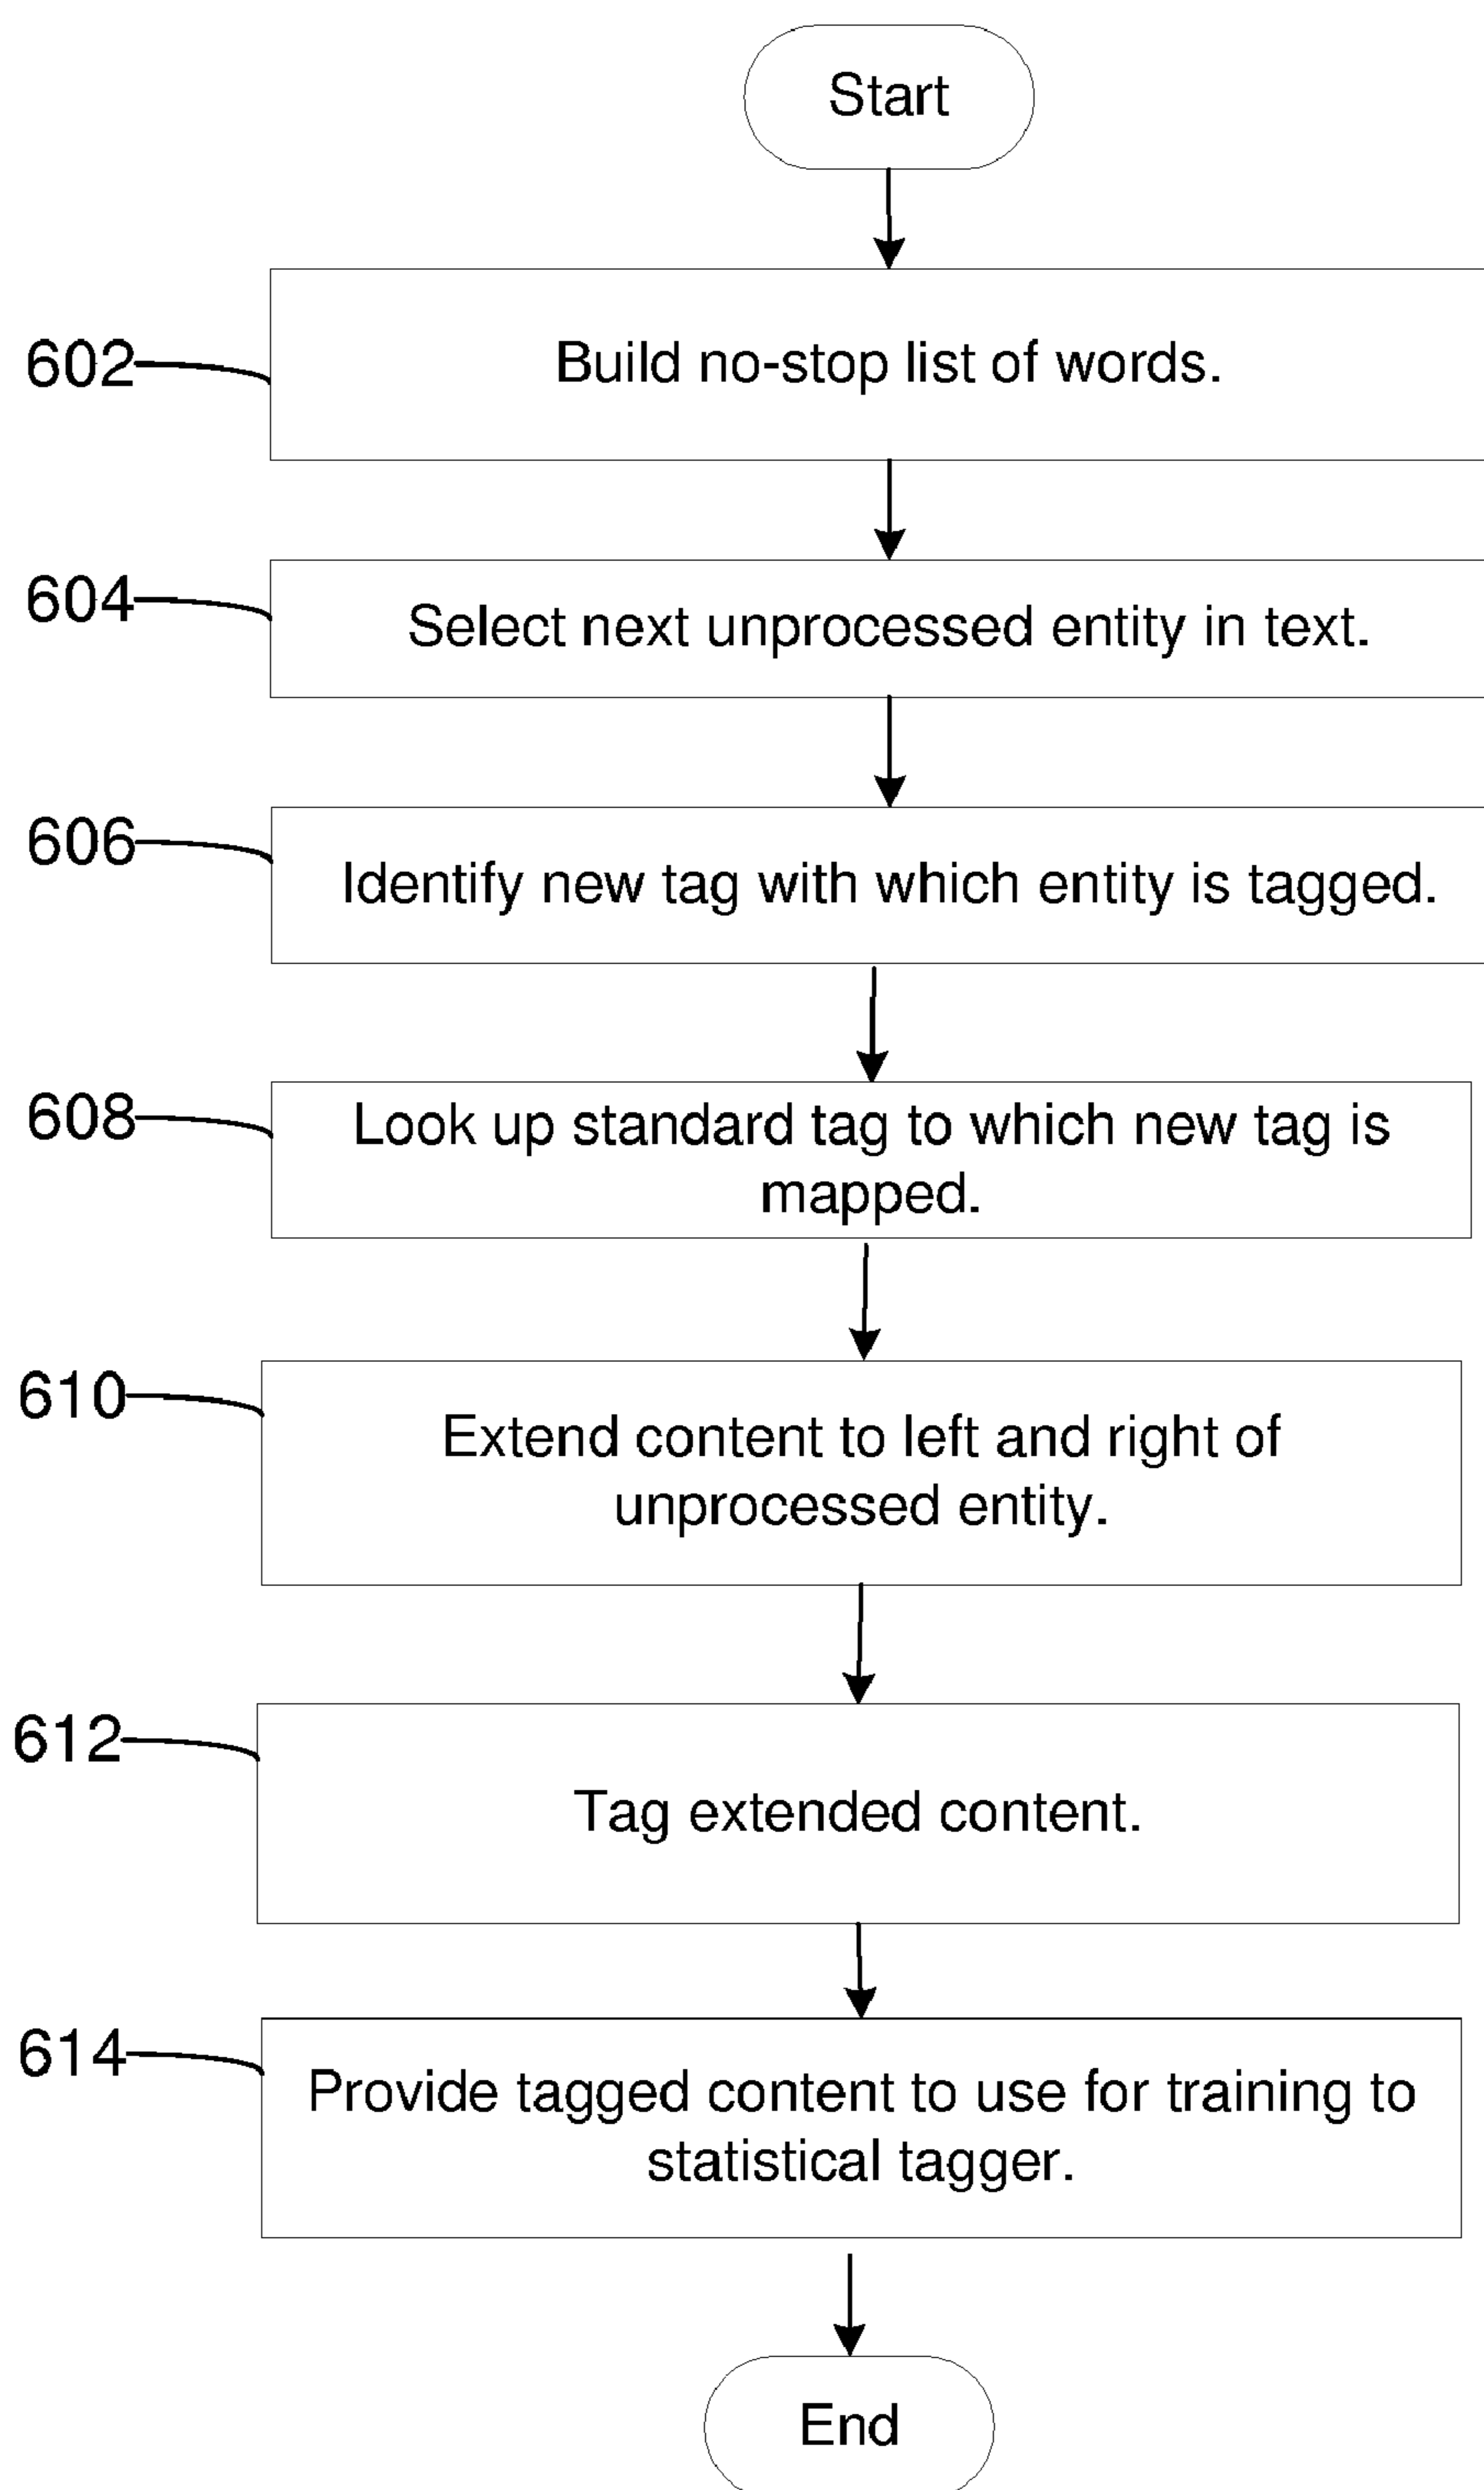 Start
602
Build no-stop list of words.
604
Select next unprocessed entity in text.
606
Identify new tag with which entity is tagged.
608
Look up standard tag to which new tag is
mapped.
610
Extend content to left and right of
unprocessed entity.
612
Tag extended content.
614
Provide tagged content to use for training to
statistical tagger.
End